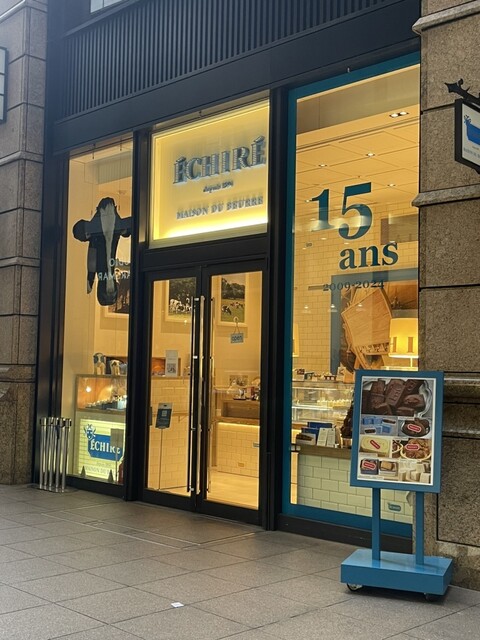 ÉCHIRÉ
depuis 1894
MAISON DU BEURRE
15
ans
2009-2024
ÉCHIRÉ